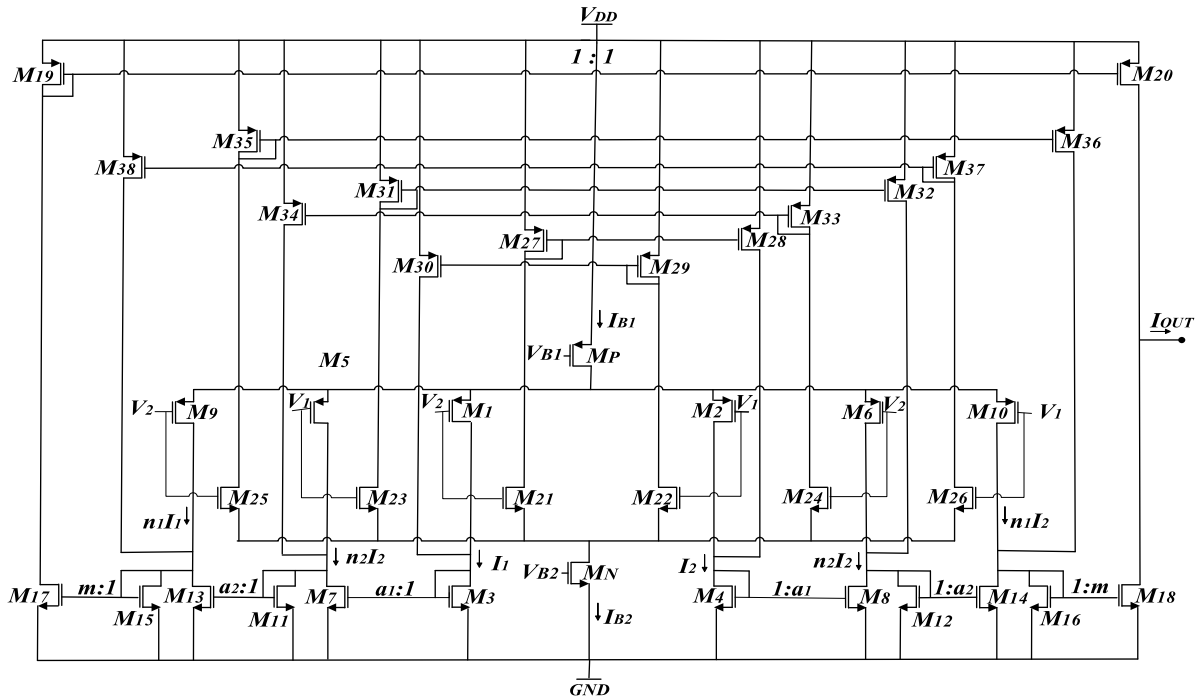 VDD
1 : 1
M19
M20
M35
M36
M38
M37
M31
M32
M34
M33
M27
M28
M30
M29
IB1
IOUT
VB1
MP
M5
V2
M9
V1
V2
M1
M2
V1
M6
V2
M10
V1
M25
M23
M21
M22
M24
M26
n1I1
n2I2
I1
VB2
MN
I2
n2I2
n1I2
M17
m:1
M15
M13
a2:1
M11
M7
a1:1
M3
IB2
M4
1:a1
M8
M12
1:a2
M14
M16
1:m
M18
GND